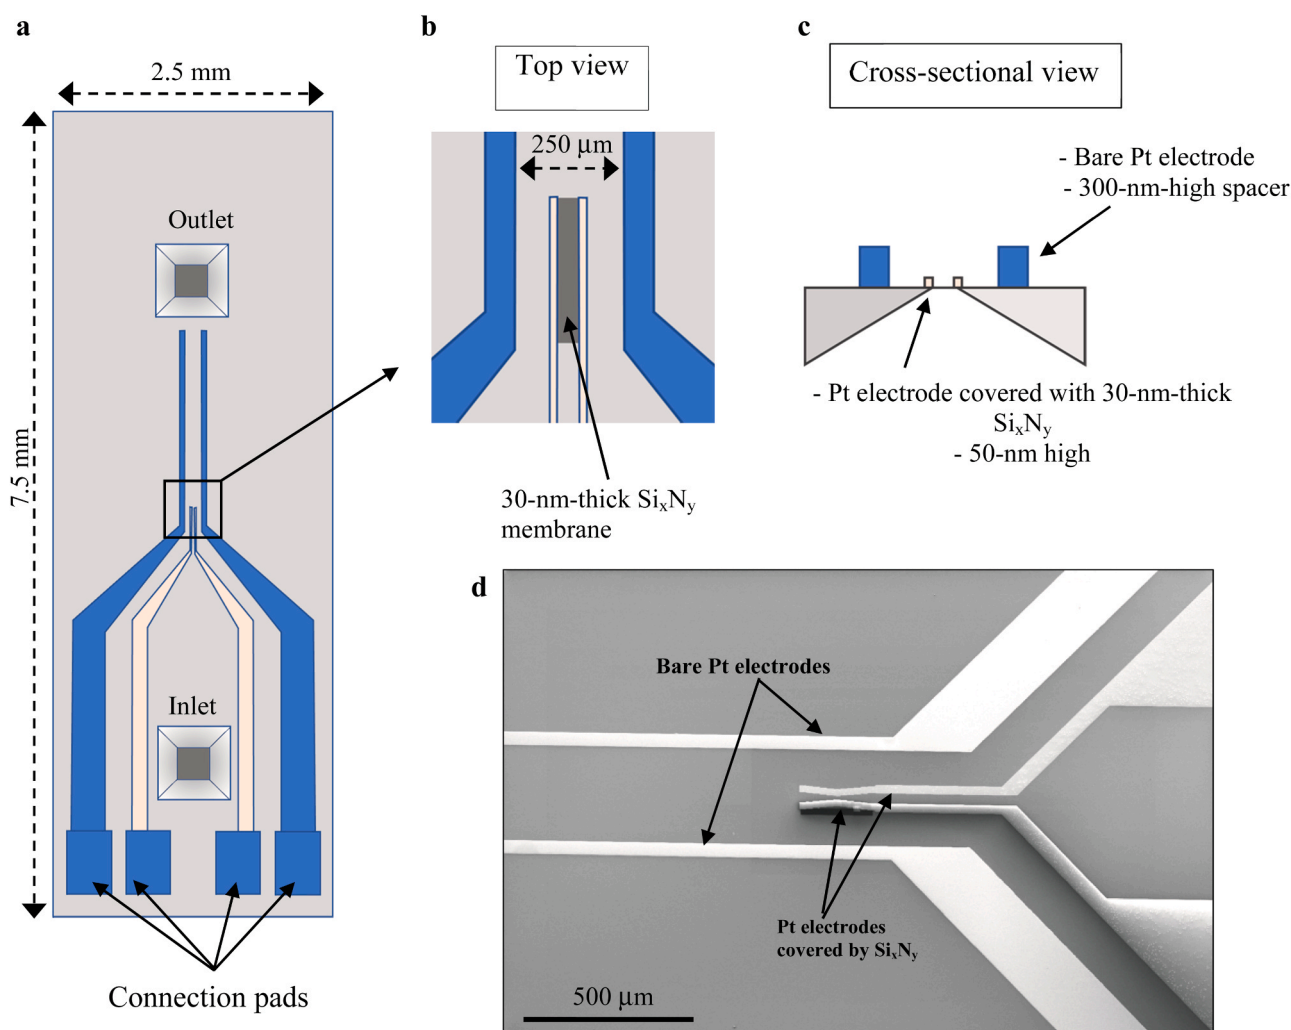 a
2.5 mm
7.5 mm
Outlet
Inlet
Connection pads
b
Top view
250 µm
30-nm-thick SixNy
membrane
c
Cross-sectional view
- Bare Pt electrode
- 300-nm-high spacer
- Pt electrode covered with 30-nm-thick
SixNy
- 50-nm high
d
Bare Pt electrodes
Pt electrodes
covered by SixNy
500 µm